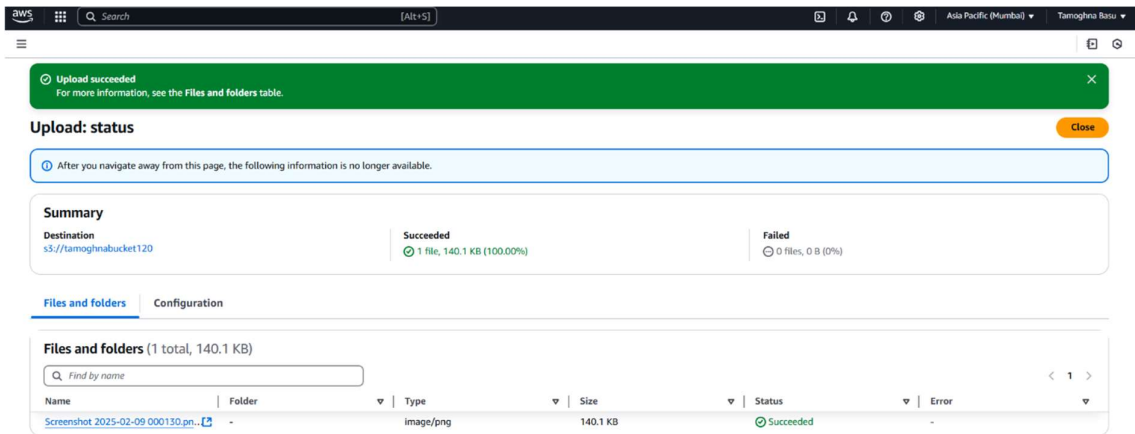 aws Search [Alt+S] Asia Pacific (Mumbai) Tamoghna Basu
Upload succeeded
For more information, see the Files and folders table.
Upload: status
Close
After you navigate away from this page, the following information is no longer available.
Summary
Destination Succeeded Failed
s3://tamoghnabucket120 1 file, 140.1 KB (100.00%) 0 files, 0 B (0%)
Files and folders Configuration
Files and folders (1 total, 140.1 KB)
Find by name 1
Name Folder Type Size Status Error
Screenshot 2025-02-09 000130.pn... - image/png 140.1 KB Succeeded -